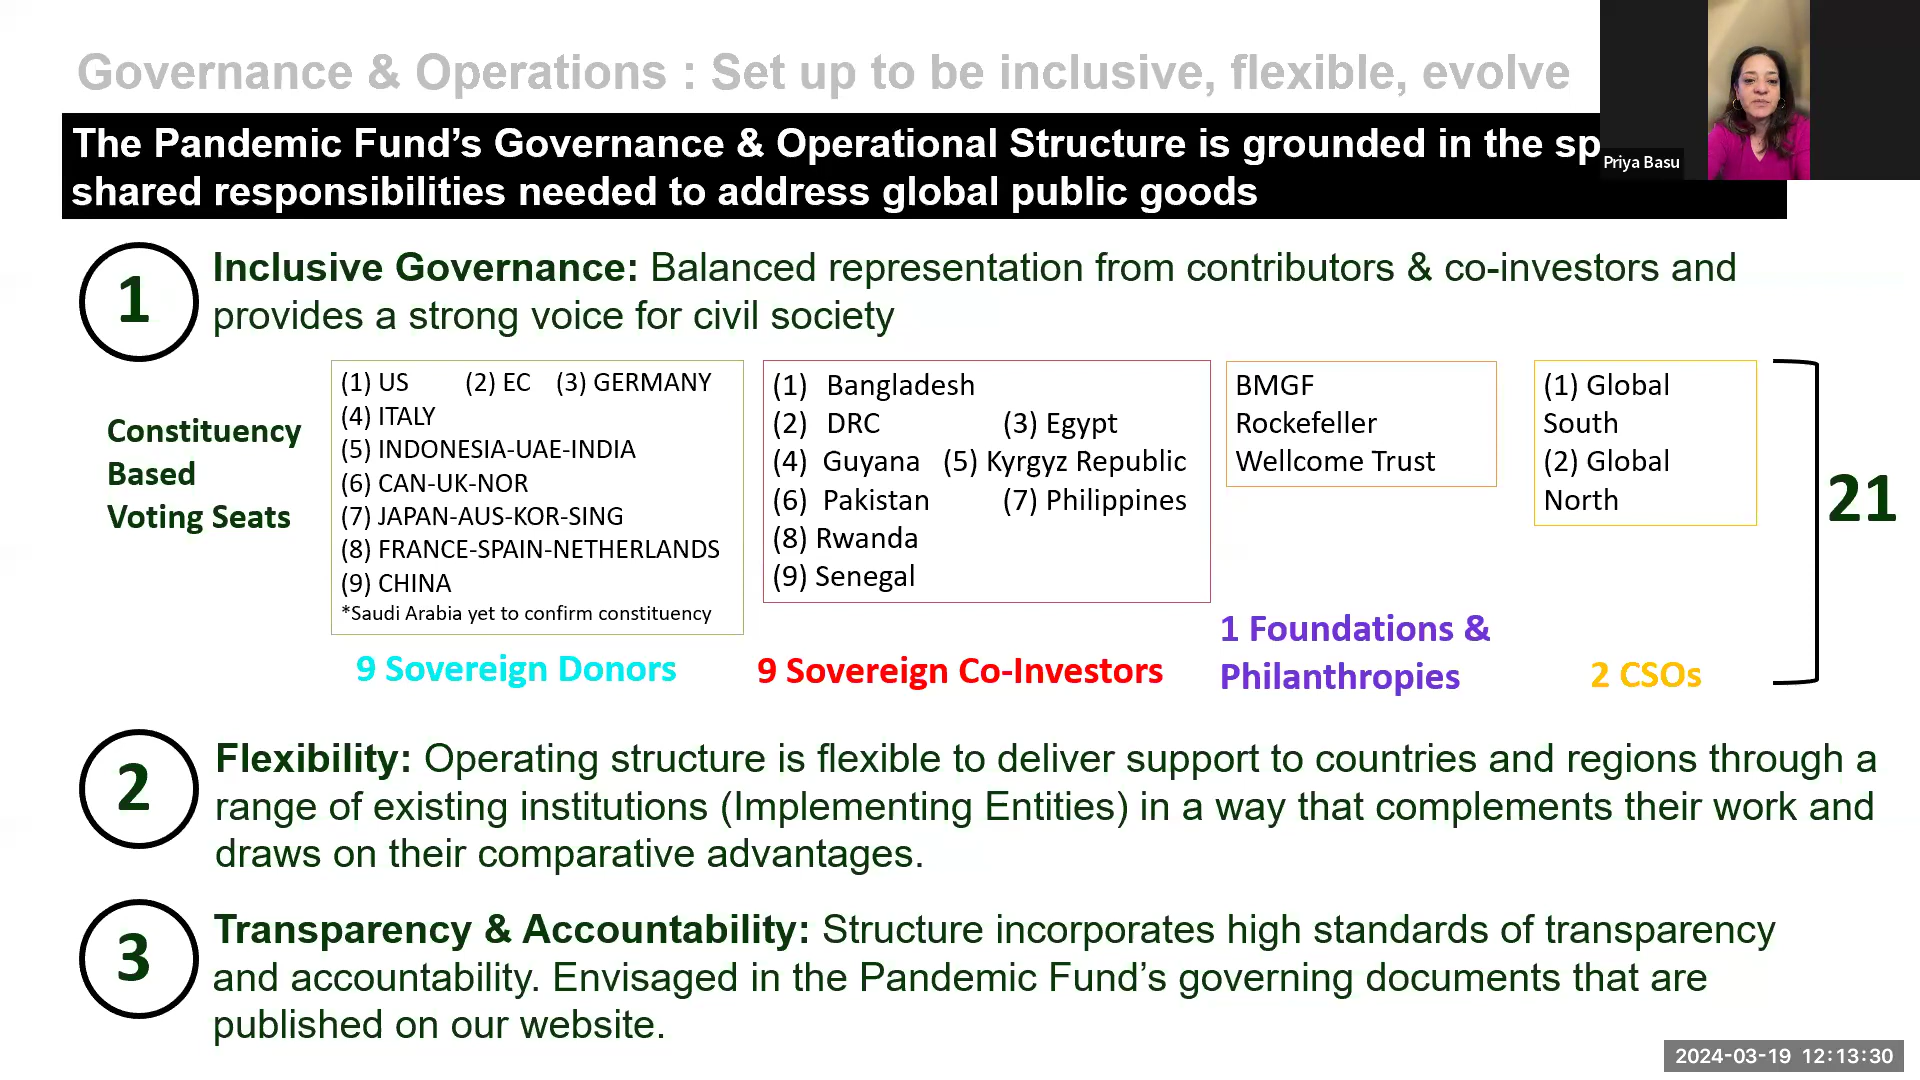 Governance & Operations : Set up to be inclusive, flexible, evolve
The Pandemic Fund’s Governance & Operational Structure is grounded in the
shared responsibilities needed to address global public goods
Priya Basu
1
Inclusive Governance: Balanced representation from contributors & co-investors and
provides a strong voice for civil society
Constituency
Based
Voting Seats
(1) US (2) EC (3) GERMANY
(4) ITALY
(5) INDONESIA-UAE-INDIA
(6) CAN-UK-NOR
(7) JAPAN-AUS-KOR-SING
(8) FRANCE-SPAIN-NETHERLANDS
(9) CHINA
*Saudi Arabia yet to confirm constituency
9 Sovereign Donors
(1) Bangladesh
(2) DRC (3) Egypt
(4) Guyana (5) Kyrgyz Republic
(6) Pakistan (7) Philippines
(8) Rwanda
(9) Senegal
9 Sovereign Co-Investors
BMGF
Rockefeller
Wellcome Trust
1 Foundations &
Philanthropies
(1) Global
South
(2) Global
North
2 CSOs
21
2
Flexibility: Operating structure is flexible to deliver support to countries and regions through a
range of existing institutions (Implementing Entities) in a way that complements their work and
draws on their comparative advantages.
3
Transparency & Accountability: Structure incorporates high standards of transparency
and accountability. Envisaged in the Pandemic Fund’s governing documents that are
published on our website.
2024-03-19 12:13:30